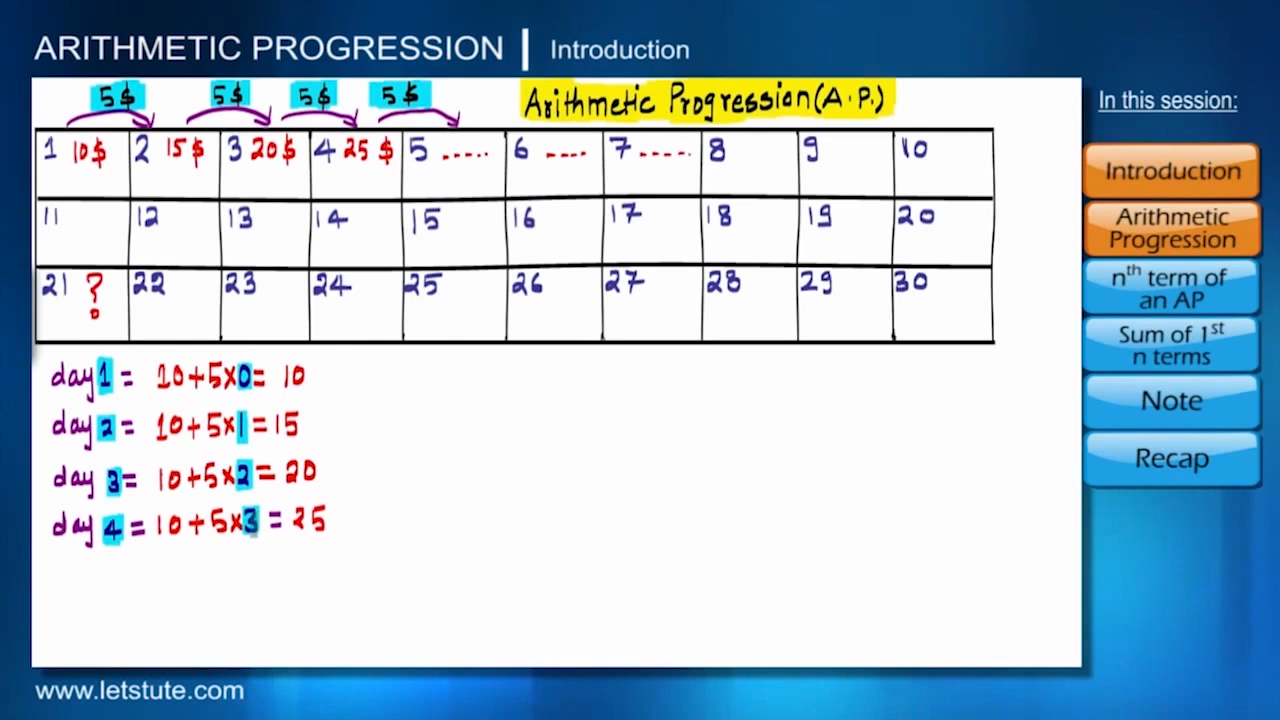 ARITHMETIC PROGRESSION | Introduction
5$ 5$ 5$ 5$ Arithmetic Progression (A.P.)
1 10$ 2 15$ 3 20$ 4 25$ 5 ..... 6 ..... 7 ..... 8 9 10
11 12 13 14 15 16 17 18 19 20
21 ? 22 23 24 25 26 27 28 29 30
day 1 = 10+5×0= 10
day 2 = 10+5×1=15
day 3= 10+5×2= 20
day 4 = 10+5×3 = 25
In this session:
Introduction
Arithmetic
Progression
nth term of
an AP
Sum of 1st
n terms
Note
Recap
www.letstute.com